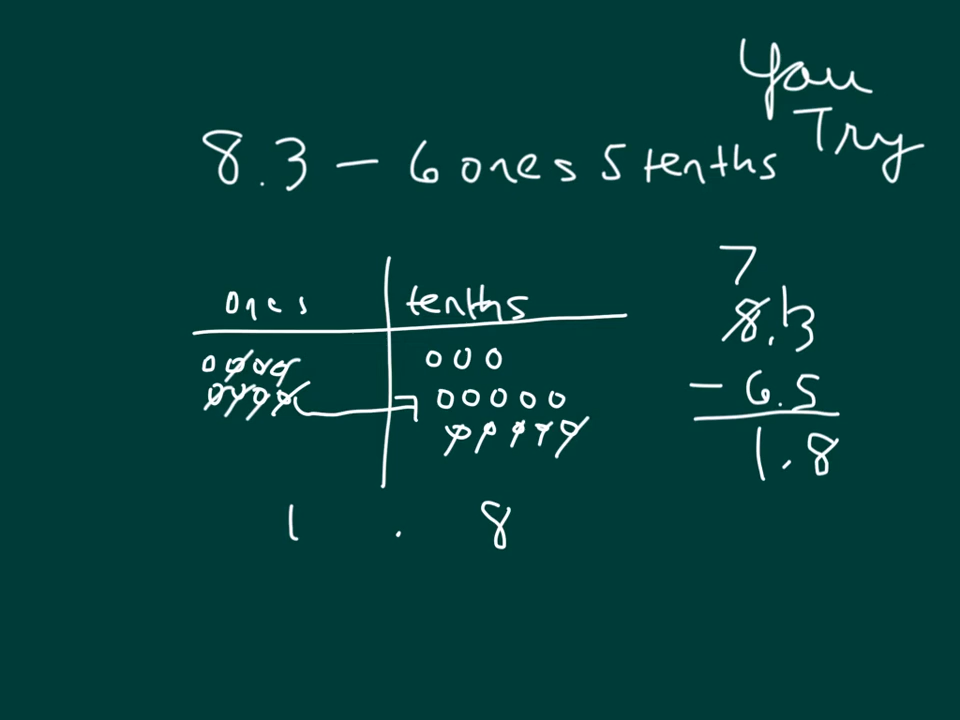 You
Try
8.3 - 6 ones 5 tenths
ones tenths
7
8.13
- 6.5
1.8
1 . 8